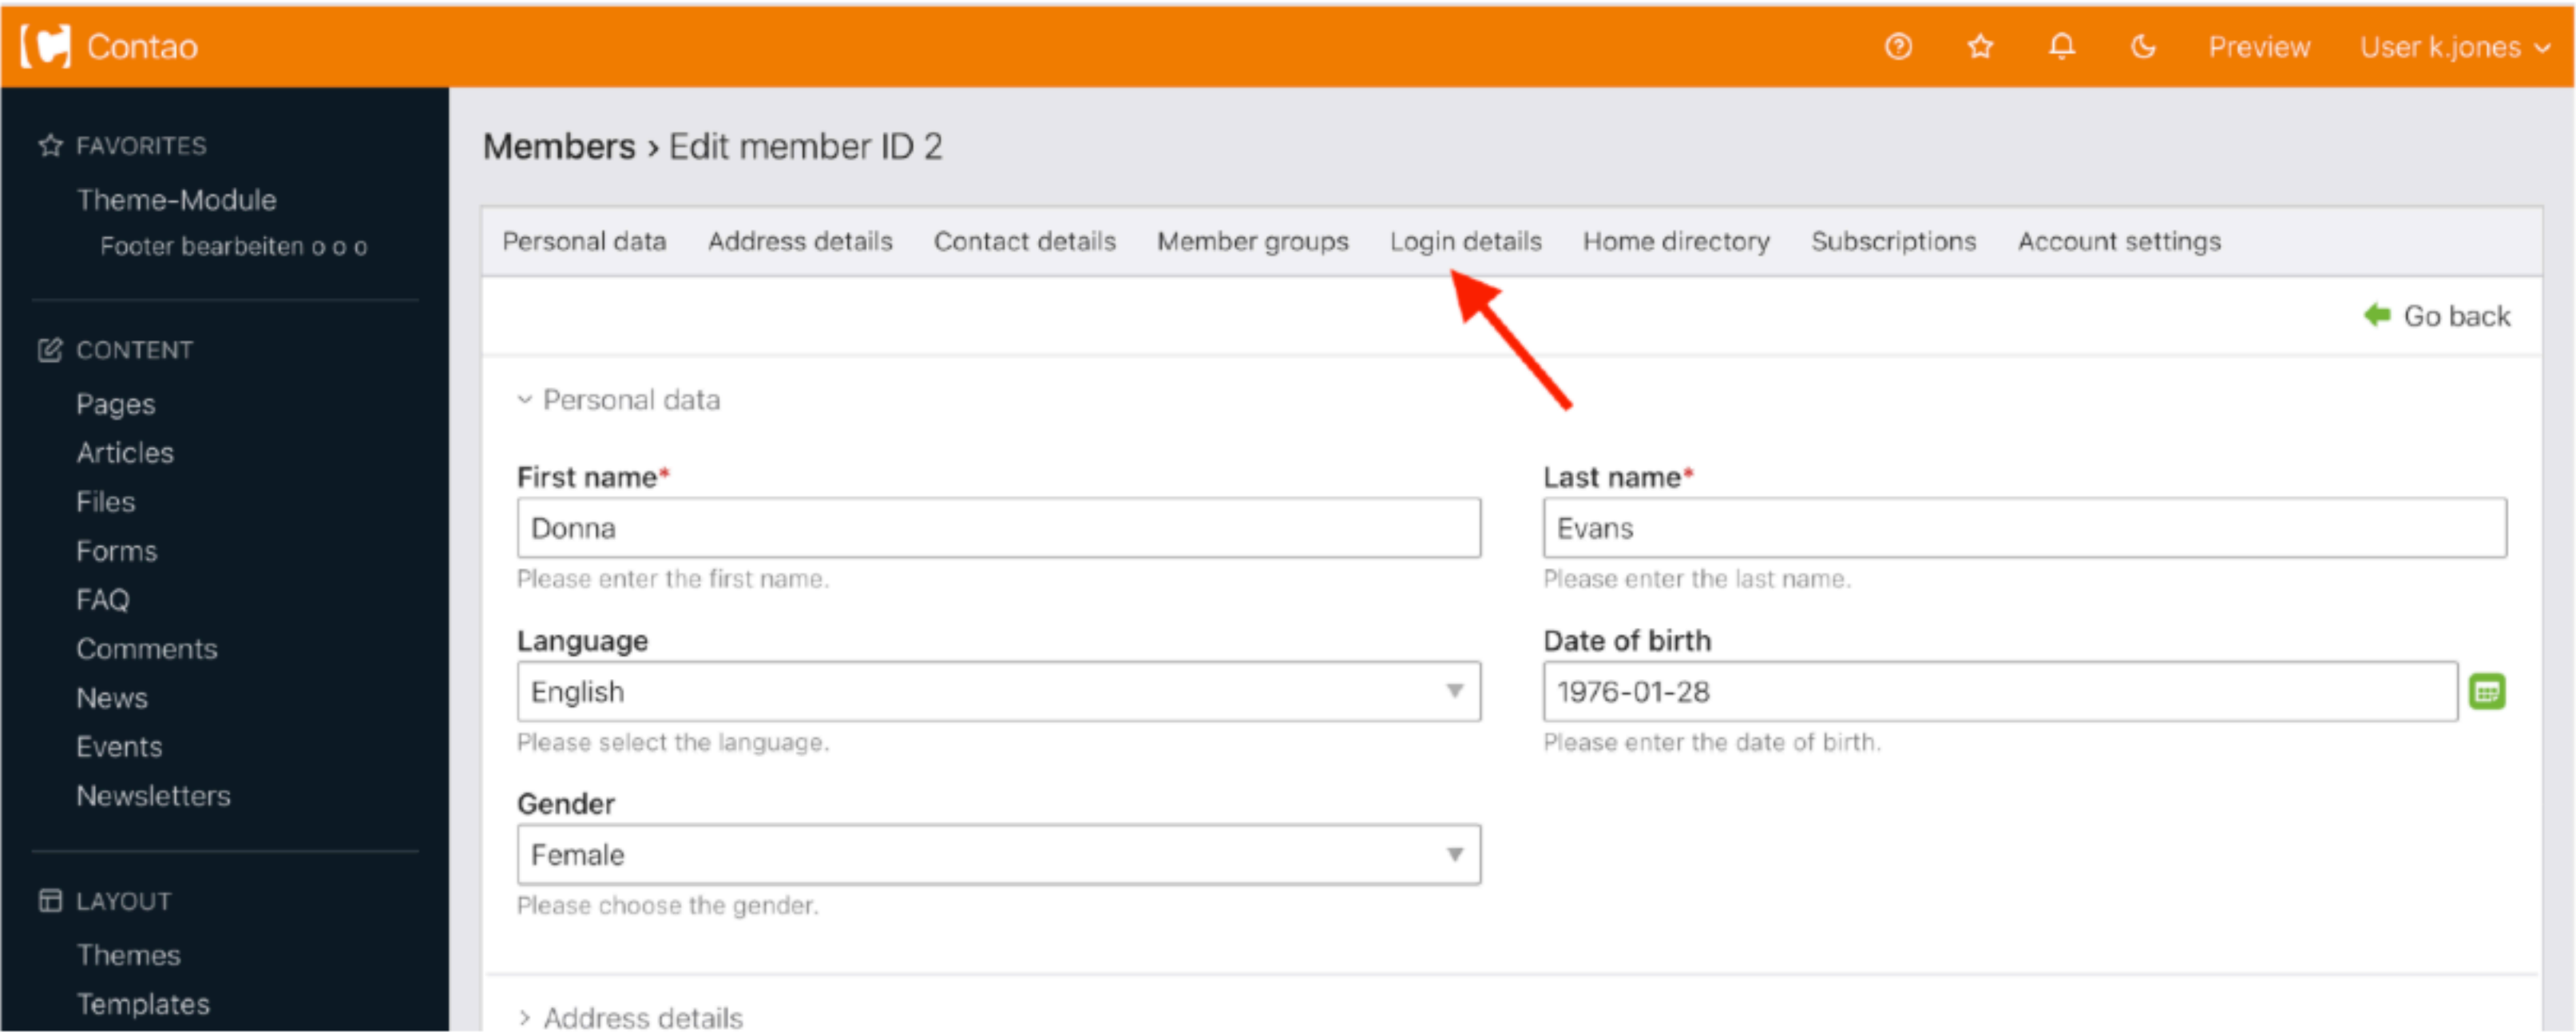 Contao
Preview
User k.jones
FAVORITES
Theme-Module
Footer bearbeiten o o o
CONTENT
Pages
Articles
Files
Forms
FAQ
Comments
News
Events
Newsletters
LAYOUT
Themes
Templates
Members › Edit member ID 2
Personal data Address details Contact details Member groups Login details Home directory Subscriptions Account settings
Go back
Personal data
First name*
Donna
Please enter the first name.
Last name*
Evans
Please enter the last name.
Language
English
Please select the language.
Date of birth
1976-01-28
Please enter the date of birth.
Gender
Female
Please choose the gender.
Address details